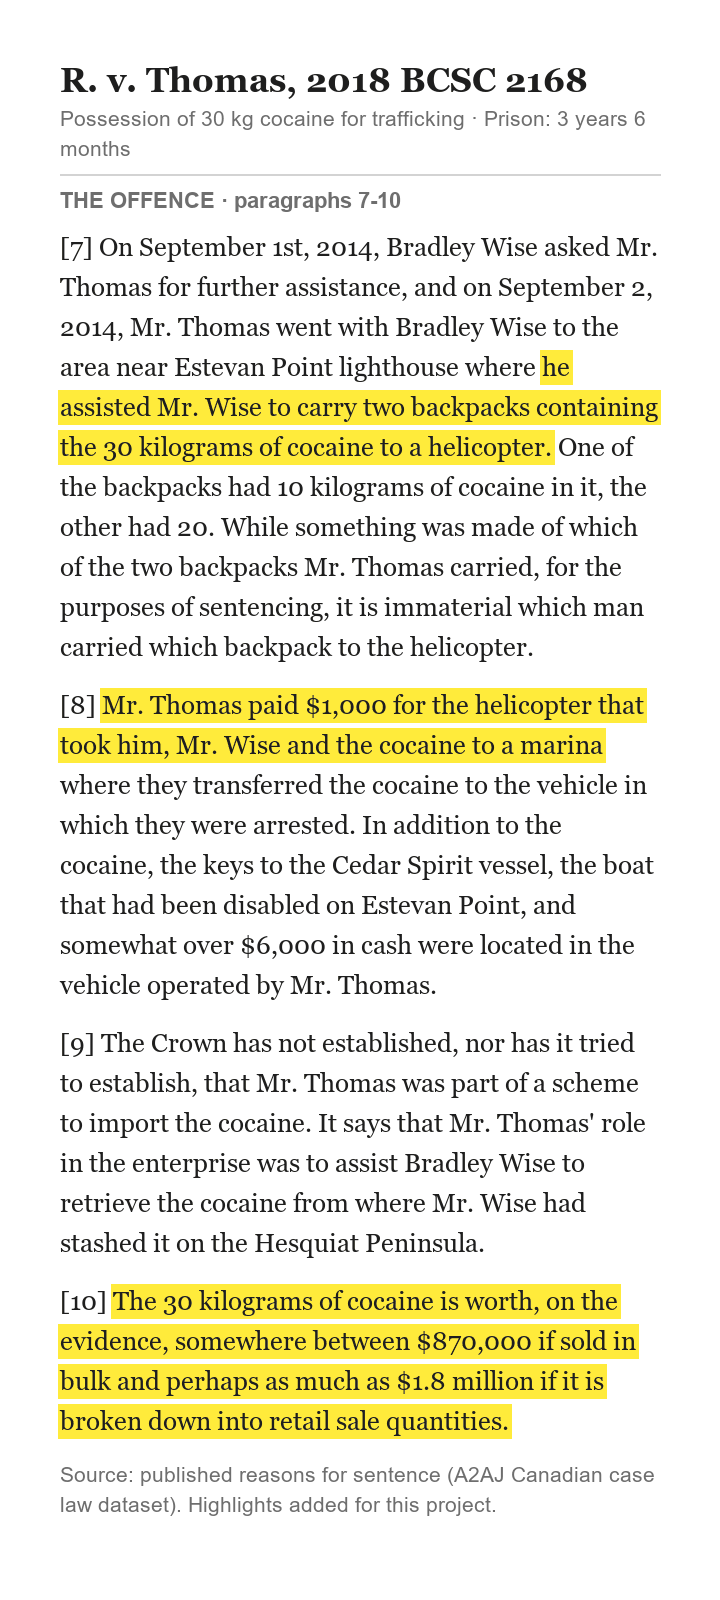 R. v. Thomas, 2018 BCSC 2168
Possession of 30 kg cocaine for trafficking · Prison: 3 years 6
months
THE OFFENCE · paragraphs 7-10
[7] On September 1st, 2014, Bradley Wise asked Mr.
Thomas for further assistance, and on September 2,
2014, Mr. Thomas went with Bradley Wise to the
area near Estevan Point lighthouse where he
assisted Mr. Wise to carry two backpacks containing
the 30 kilograms of cocaine to a helicopter. One of
the backpacks had 10 kilograms of cocaine in it, the
other had 20. While something was made of which
of the two backpacks Mr. Thomas carried, for the
purposes of sentencing, it is immaterial which man
carried which backpack to the helicopter.
[8] Mr. Thomas paid $1,000 for the helicopter that
took him, Mr. Wise and the cocaine to a marina
where they transferred the cocaine to the vehicle in
which they were arrested. In addition to the
cocaine, the keys to the Cedar Spirit vessel, the boat
that had been disabled on Estevan Point, and
somewhat over $6,000 in cash were located in the
vehicle operated by Mr. Thomas.
[9] The Crown has not established, nor has it tried
to establish, that Mr. Thomas was part of a scheme
to import the cocaine. It says that Mr. Thomas' role
in the enterprise was to assist Bradley Wise to
retrieve the cocaine from where Mr. Wise had
stashed it on the Hesquiat Peninsula.
[10] The 30 kilograms of cocaine is worth, on the
evidence, somewhere between $870,000 if sold in
bulk and perhaps as much as $1.8 million if it is
broken down into retail sale quantities.
Source: published reasons for sentence (A2AJ Canadian case
law dataset). Highlights added for this project.